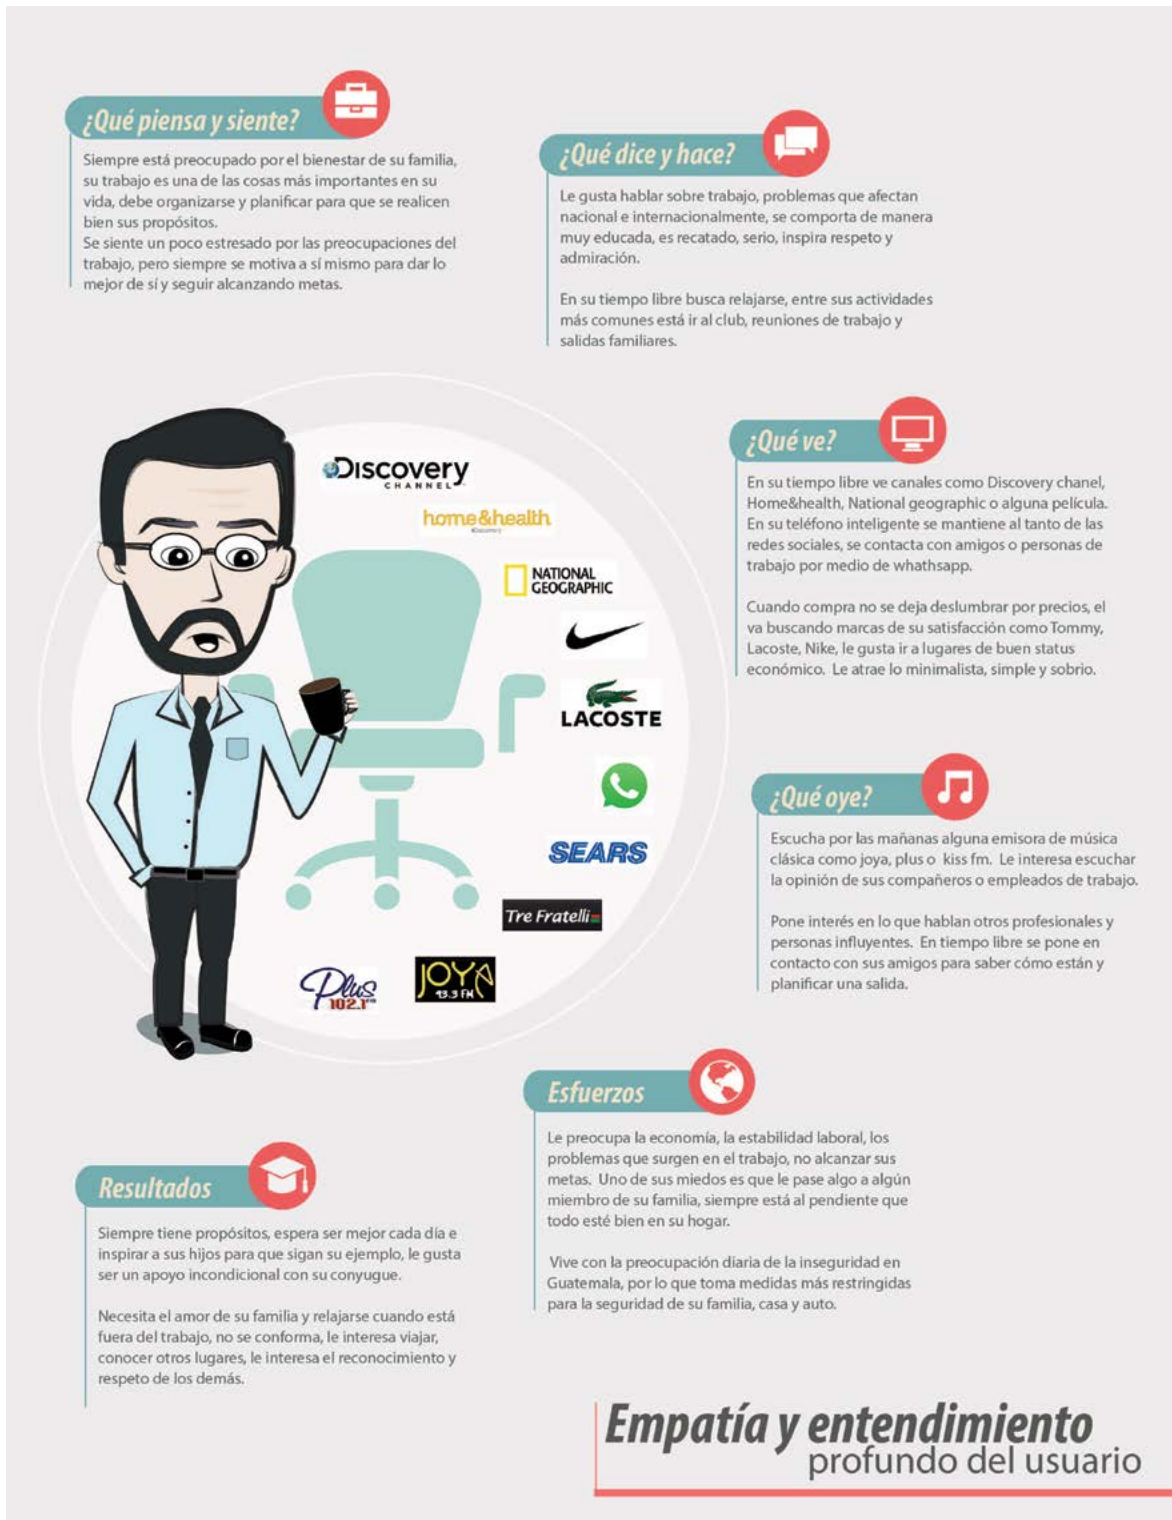 ¿Qué piensa y siente?
Siempre está preocupado por el bienestar de su familia,
su trabajo es una de las cosas más importantes en su
vida, debe organizarse y planificar para que se realicen
bien sus propósitos.
Se siente un poco estresado por las preocupaciones del
trabajo, pero siempre se motiva a sí mismo para dar lo
mejor de sí y seguir alcanzando metas.
¿Qué dice y hace?
Le gusta hablar sobre trabajo, problemas que afectan
nacional e internacionalmente, se comporta de manera
muy educada, es recatado, serio, inspira respeto y
admiración.
En su tiempo libre busca relajarse, entre sus actividades
más comunes está ir al club, reuniones de trabajo y
salidas familiares.
Discovery
CHANNEL
home&health
Discovery
NATIONAL
GEOGRAPHIC
LACOSTE
SEARS
Tre Fratelli
Plus
102.1 FM
JOYA
93.3 FM
¿Qué ve?
En su tiempo libre ve canales como Discovery chanel,
Home&health, National geographic o alguna película.
En su teléfono inteligente se mantiene al tanto de las
redes sociales, se contacta con amigos o personas de
trabajo por medio de whathsapp.
Cuando compra no se deja deslumbrar por precios, el
va buscando marcas de su satisfacción como Tommy,
Lacoste, Nike, le gusta ir a lugares de buen status
económico.  Le atrae lo minimalista, simple y sobrio.
¿Qué oye?
Escucha por las mañanas alguna emisora de música
clásica como joya, plus o  kiss fm.  Le interesa escuchar
la opinión de sus compañeros o empleados de trabajo.
Pone interés en lo que hablan otros profesionales y
personas influyentes.  En tiempo libre se pone en
contacto con sus amigos para saber cómo están y
planificar una salida.
Esfuerzos
Le preocupa la economía, la estabilidad laboral, los
problemas que surgen en el trabajo, no alcanzar sus
metas.  Uno de sus miedos es que le pase algo a algún
miembro de su familia, siempre está al pendiente que
todo esté bien en su hogar.
Vive con la preocupación diaria de la inseguridad en
Guatemala, por lo que toma medidas más restringidas
para la seguridad de su familia, casa y auto.
Resultados
Siempre tiene propósitos, espera ser mejor cada día e
inspirar a sus hijos para que sigan su ejemplo, le gusta
ser un apoyo incondicional con su conyugue.
Necesita el amor de su familia y relajarse cuando está
fuera del trabajo, no se conforma, le interesa viajar,
conocer otros lugares, le interesa el reconocimiento y
respeto de los demás.
Empatía y entendimiento
profundo del usuario